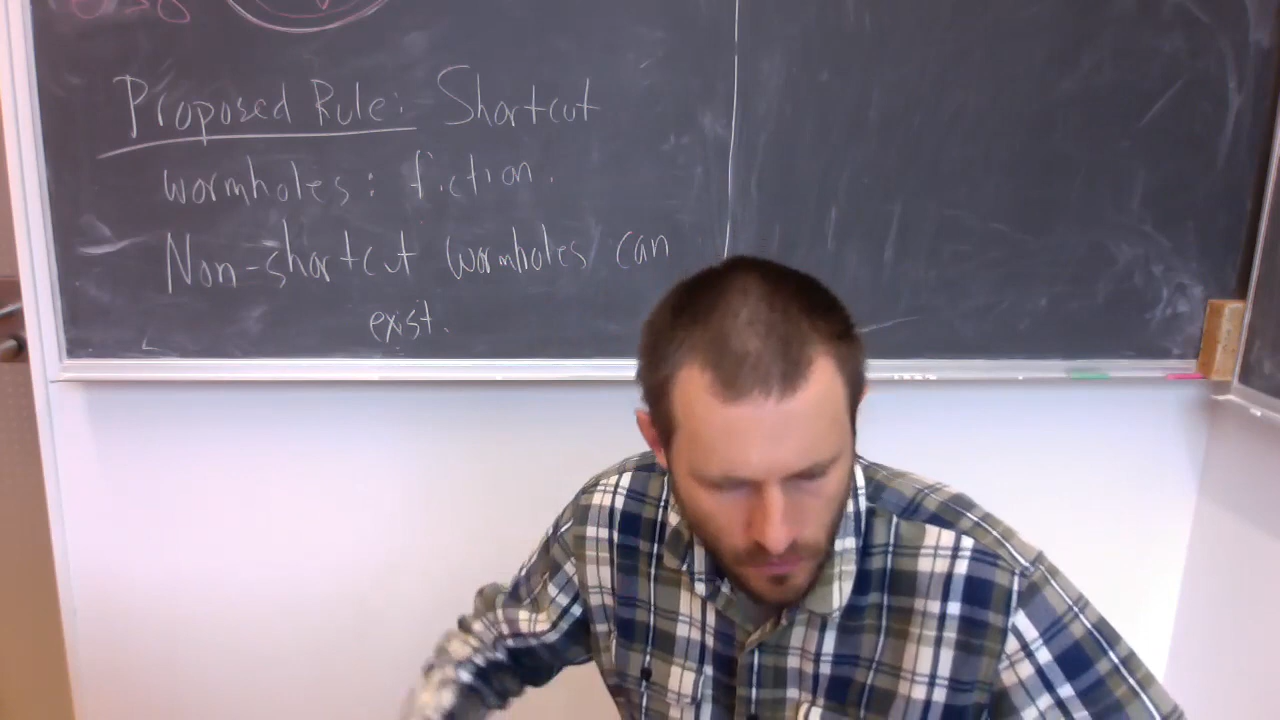 Proposed Rule: Shortcut
wormholes: fiction.
Non-shortcut wormholes can
exist.